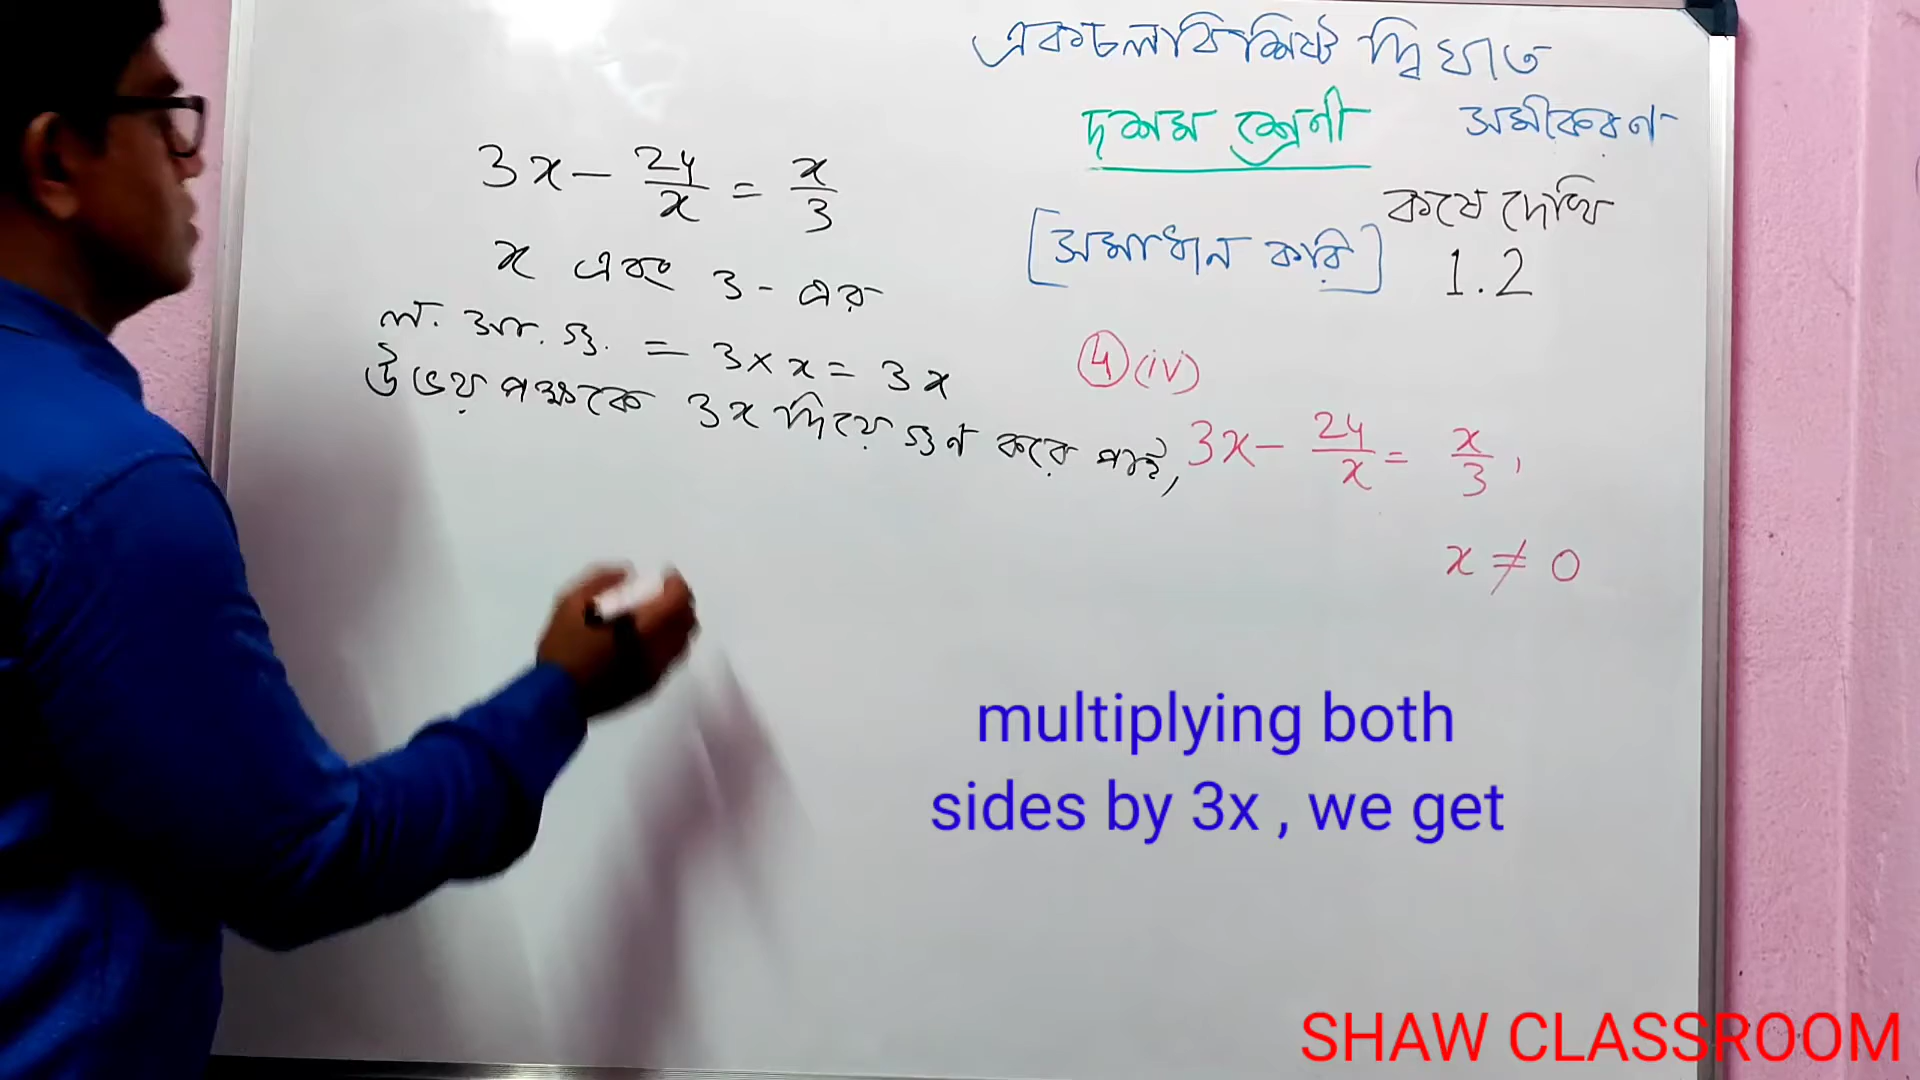 একচলবিশিষ্ট দ্বিঘাত
সমীকরণ
দশম শ্রেণী
কষে দেখি
1.2
[সমাধান করি]
4 (iv)
3x - 24/x = x/3,
x ≠ 0
3x - 24/x = x/3
x এবং 3-এর
ল. সা. গু. = 3 × x = 3x
উভয় পক্ষকে 3x দিয়ে গুণ করে পাই,
multiplying both
sides by 3x , we get
SHAW CLASSROOM